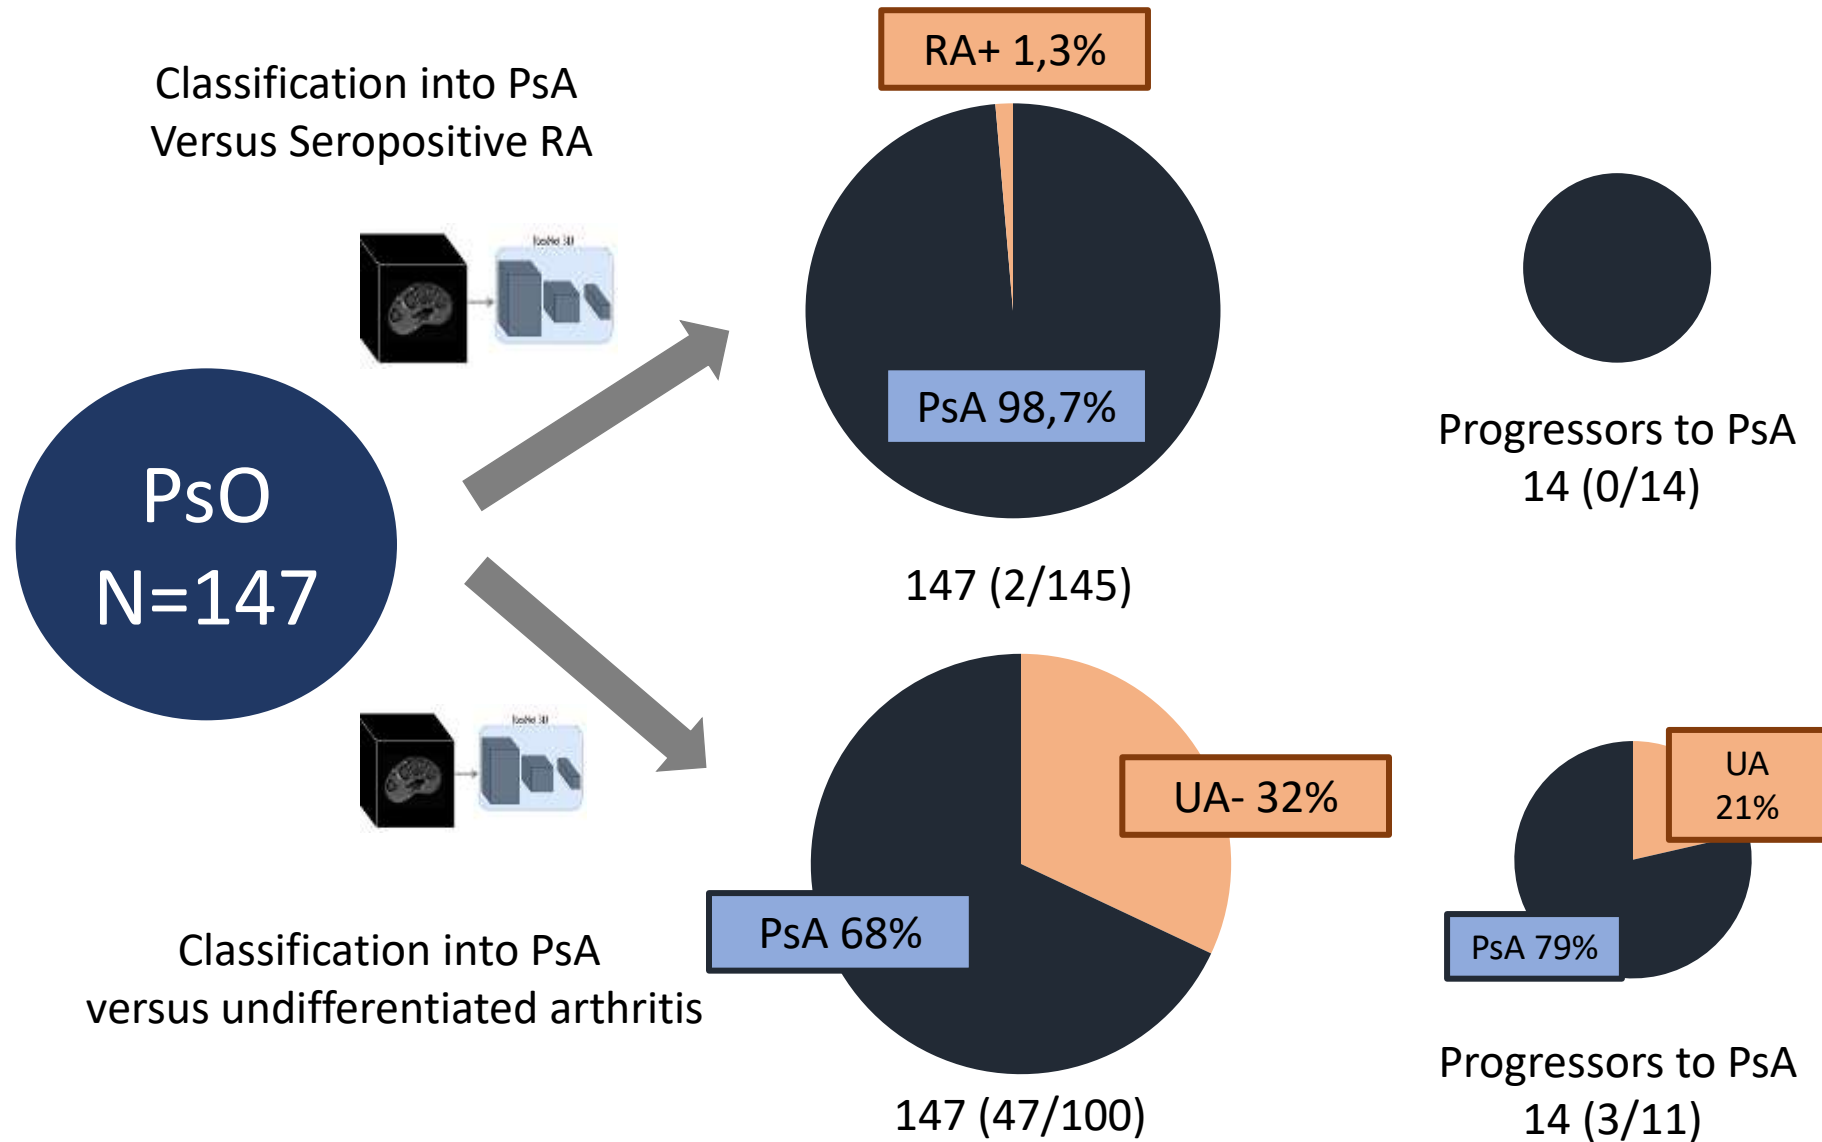 Classification into PsA
Versus Seropositive RA
RA+ 1,3%
PsA 98,7%
147 (2/145)
Progressors to PsA
14 (0/14)
PsO
N=147
Classification into PsA
versus undifferentiated arthritis
UA- 32%
PsA 68%
147 (47/100)
UA
21%
PsA 79%
Progressors to PsA
14 (3/11)